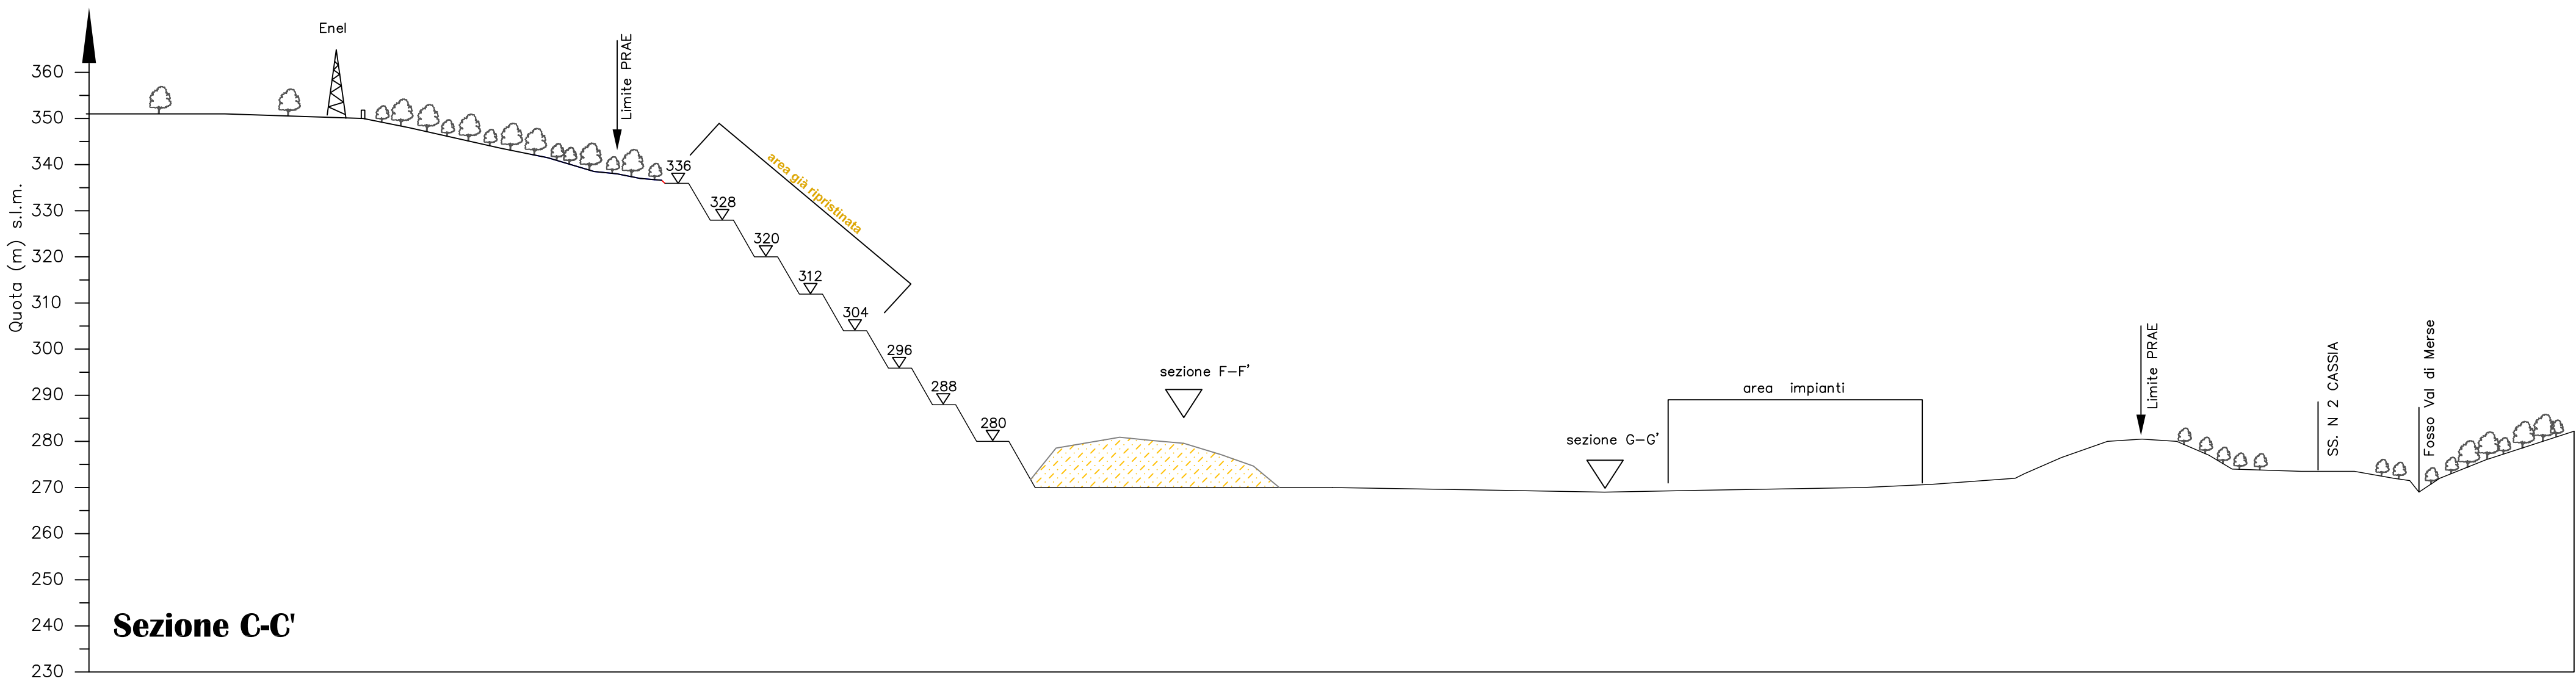 Enel
Limite PRAE
360
350
340
330
320
310
300
290
280
270
260
250
240
230
Quota (m) s.l.m.
336
328
320
312
304
296
288
280
area già ripristinata
sezione F-F'
sezione G-G'
area impianti
Limite PRAE
SS. N 2 CASSIA
Fosso Val di Merse
Sezione C-C'